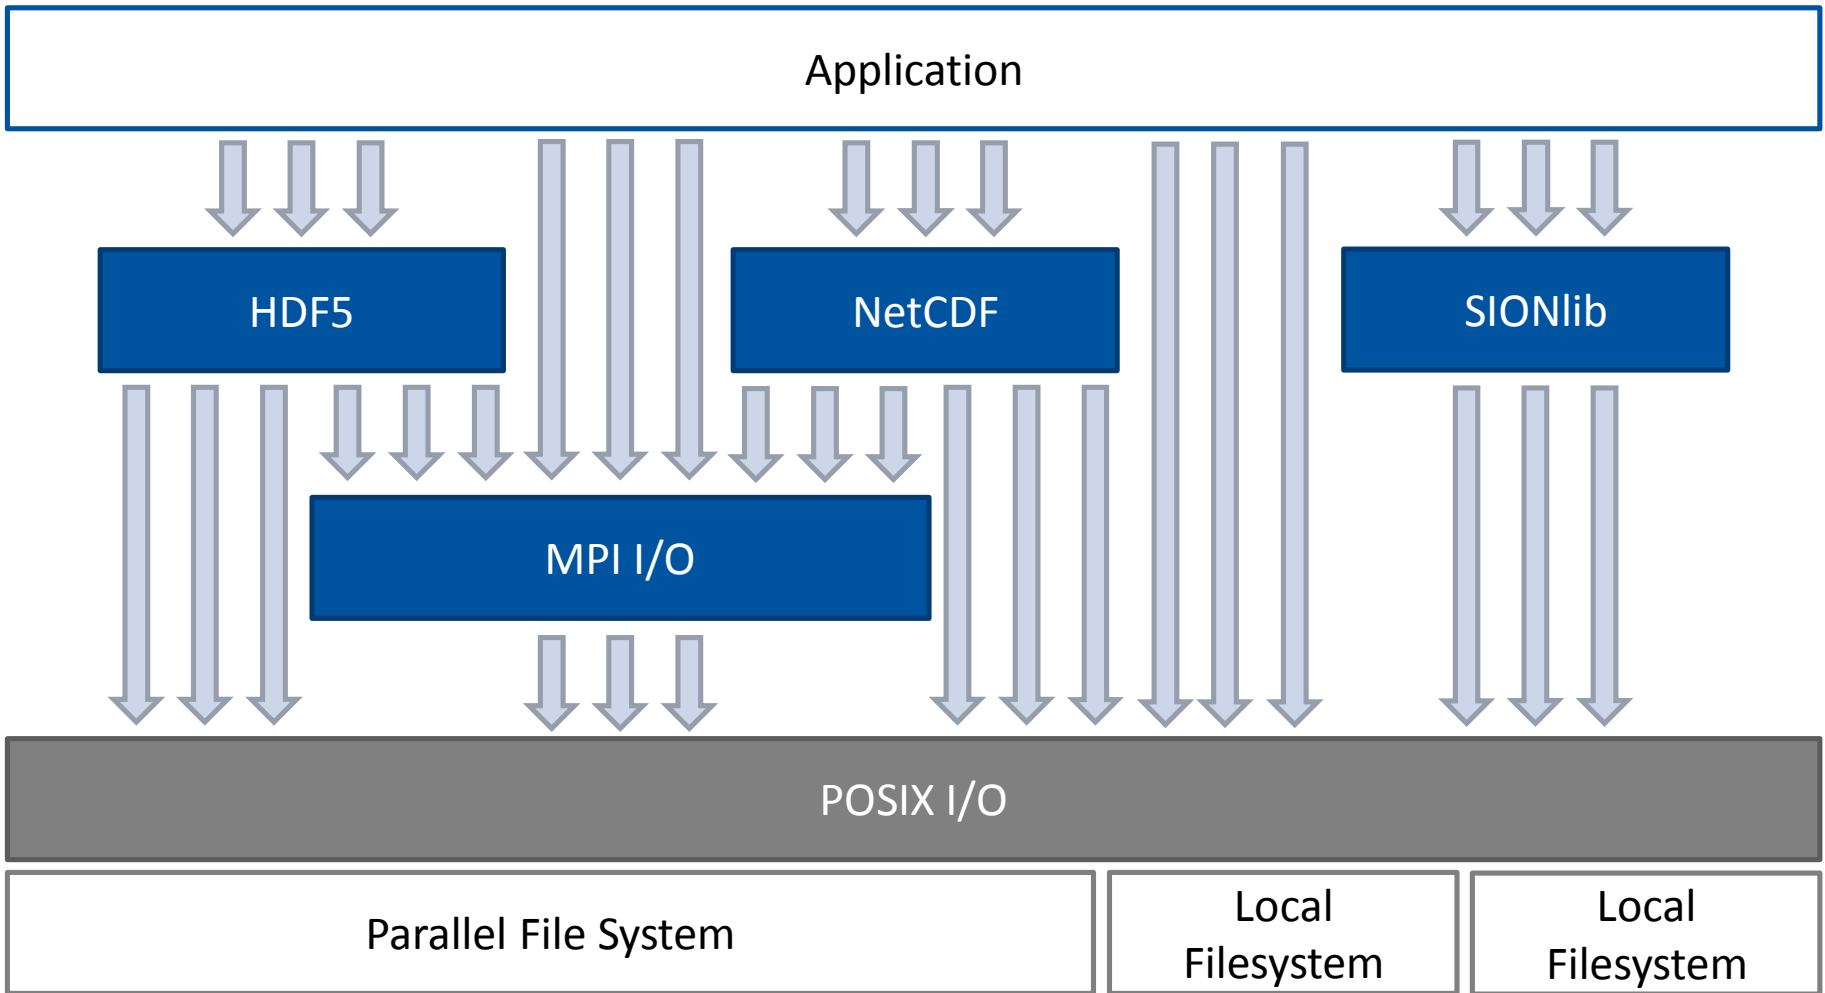 Application
HDF5
NetCDF
SIONlib
MPI I/O
POSIX I/O
Parallel File System
Local
Filesystem
Local
Filesystem